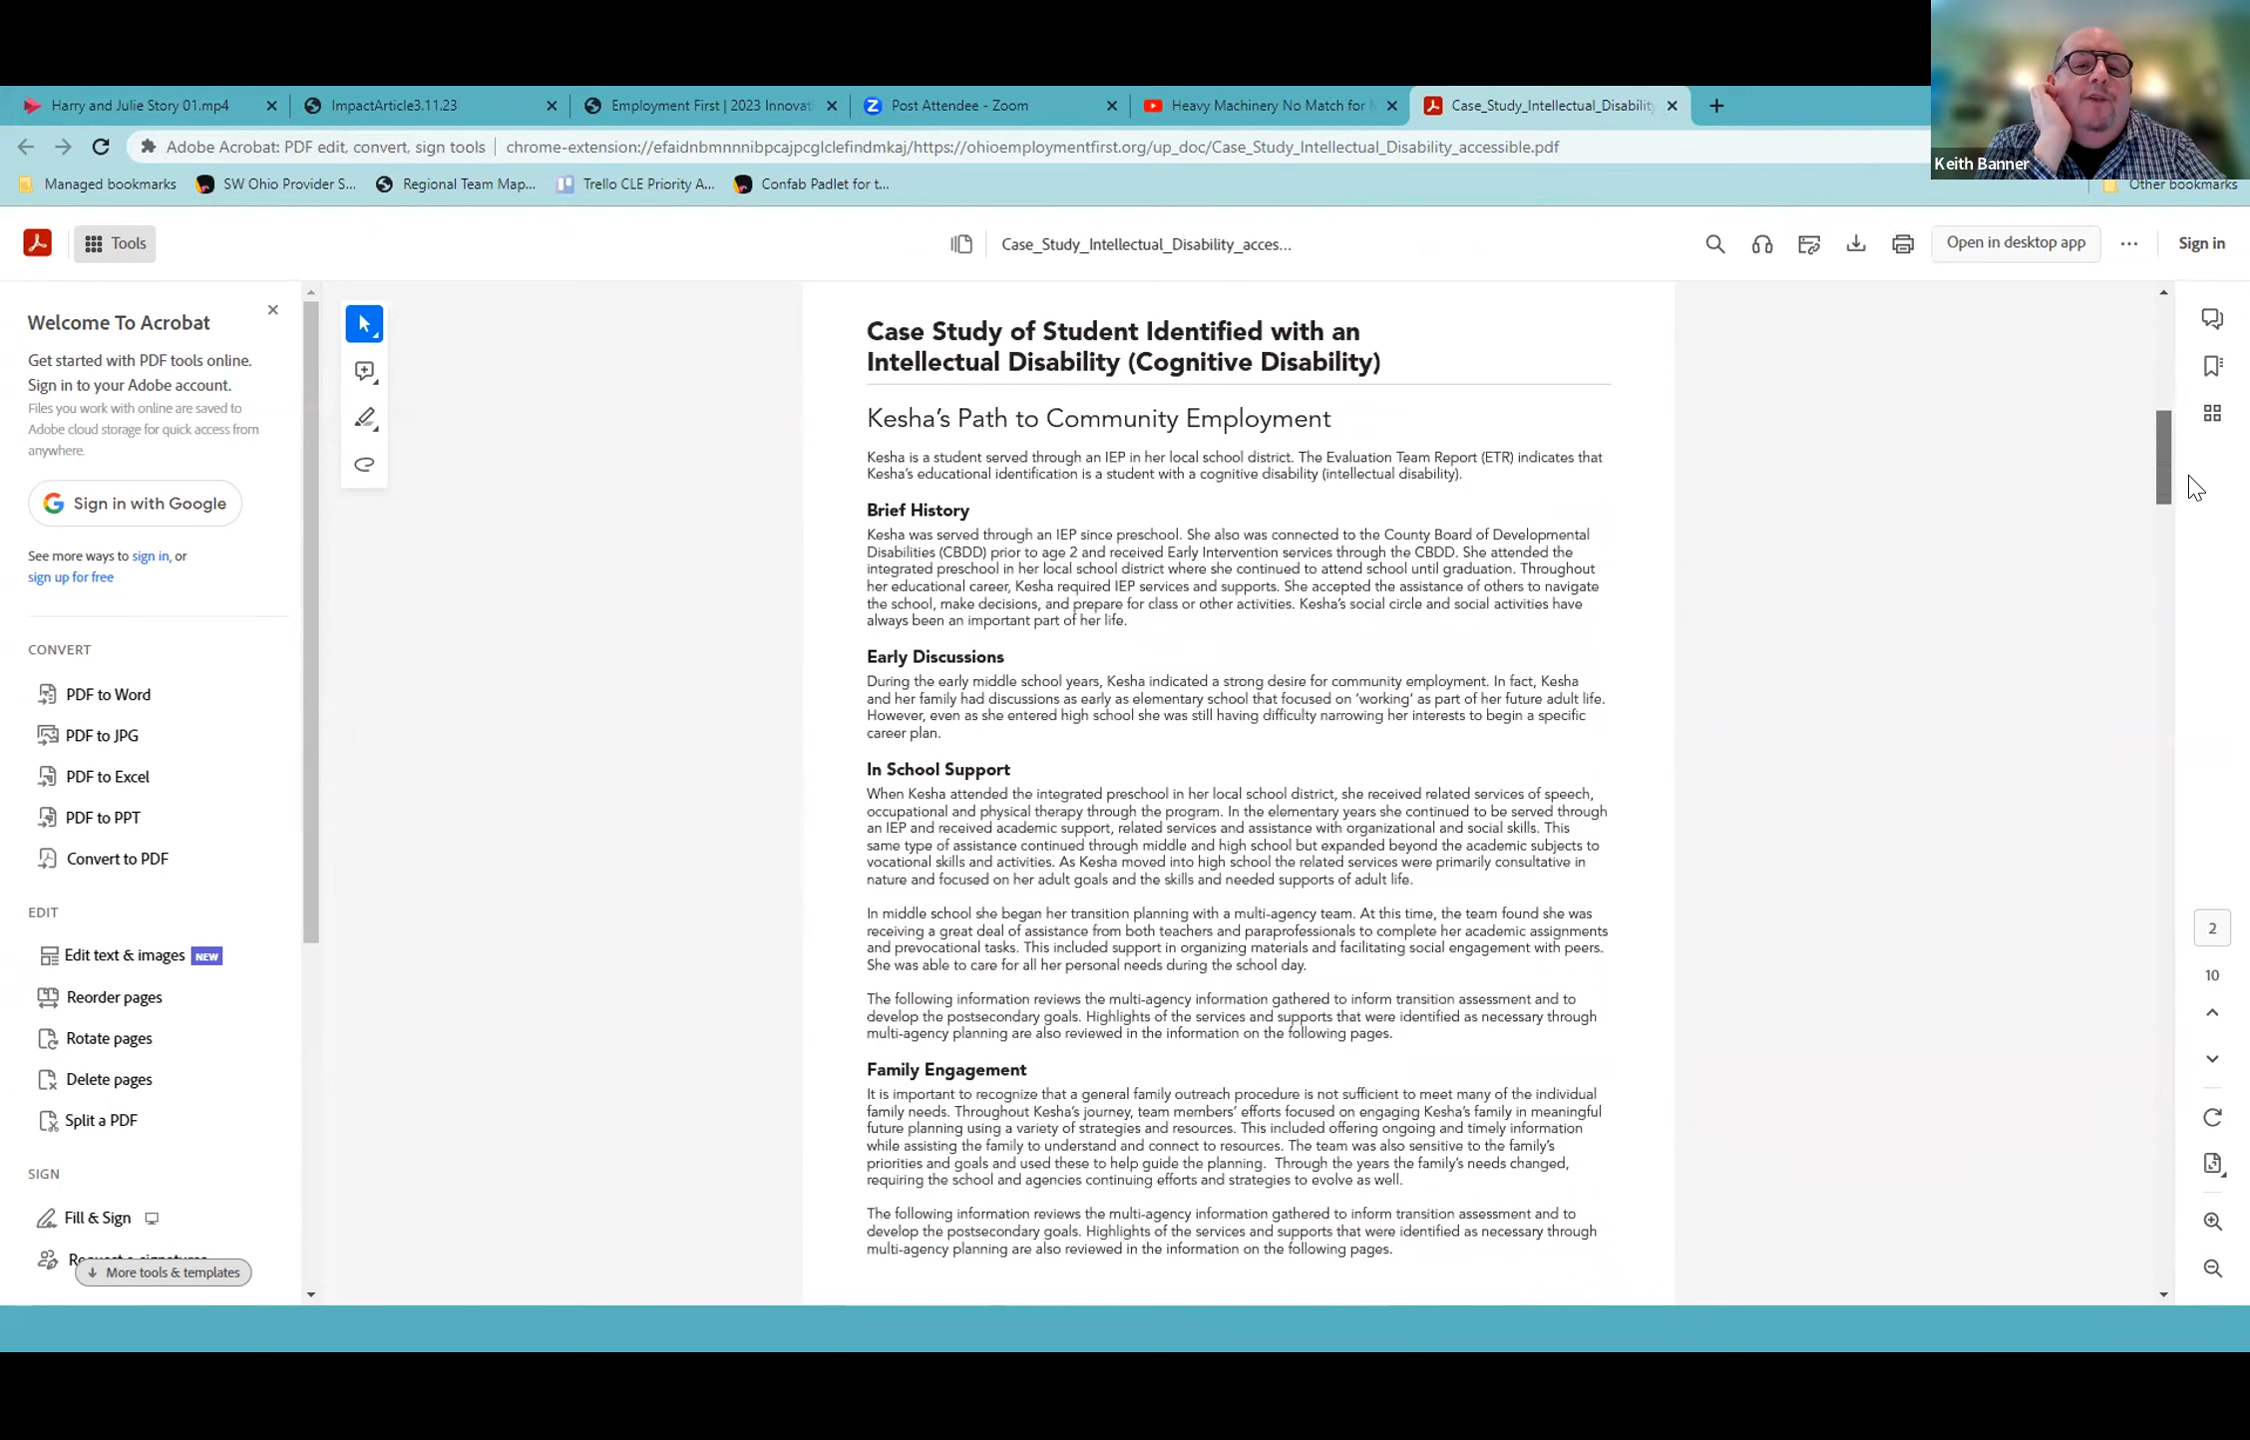 Keith Banner
Harry and Julie Story 01.mp4
ImpactArticle3.11.23
Employment First | 2023 Innovat
Post Attendee - Zoom
Heavy Machinery No Match for
Case_Study_Intellectual_Disability
Adobe Acrobat: PDF edit, convert, sign tools
chrome-extension://efaidnbmnnnibpcajpcglclefindmkaj/https://ohioemploymentfirst.org/up_doc/Case_Study_Intellectual_Disability_accessible.pdf
Managed bookmarks
SW Ohio Provider S...
Regional Team Map...
Trello CLE Priority A...
Confab Padlet for t...
Other bookmarks
Tools
Case_Study_Intellectual_Disability_acces...
Open in desktop app
Sign in
Welcome To Acrobat
Get started with PDF tools online.
Sign in to your Adobe account.
Files you work with online are saved to
Adobe cloud storage for quick access from
anywhere.
Sign in with Google
See more ways to sign in, or
sign up for free
CONVERT
PDF to Word
PDF to JPG
PDF to Excel
PDF to PPT
Convert to PDF
EDIT
Edit text & images NEW
Reorder pages
Rotate pages
Delete pages
Split a PDF
SIGN
Fill & Sign
More tools & templates
Case Study of Student Identified with an
Intellectual Disability (Cognitive Disability)
Kesha's Path to Community Employment
Kesha is a student served through an IEP in her local school district. The Evaluation Team Report (ETR) indicates that
Kesha's educational identification is a student with a cognitive disability (intellectual disability).
Brief History
Kesha was served through an IEP since preschool. She also was connected to the County Board of Developmental
Disabilities (CBDD) prior to age 2 and received Early Intervention services through the CBDD. She attended the
integrated preschool in her local school district where she continued to attend school until graduation. Throughout
her educational career, Kesha required IEP services and supports. She accepted the assistance of others to navigate
the school, make decisions, and prepare for class or other activities. Kesha's social circle and social activities have
always been an important part of her life.
Early Discussions
During the early middle school years, Kesha indicated a strong desire for community employment. In fact, Kesha
and her family had discussions as early as elementary school that focused on 'working' as part of her future adult life.
However, even as she entered high school she was still having difficulty narrowing her interests to begin a specific
career plan.
In School Support
When Kesha attended the integrated preschool in her local school district, she received related services of speech,
occupational and physical therapy through the program. In the elementary years she continued to be served through
an IEP and received academic support, related services and assistance with organizational and social skills. This
same type of assistance continued through middle and high school but expanded beyond the academic subjects to
vocational skills and activities. As Kesha moved into high school the related services were primarily consultative in
nature and focused on her adult goals and the skills and needed supports of adult life.
In middle school she began her transition planning with a multi-agency team. At this time, the team found she was
receiving a great deal of assistance from both teachers and paraprofessionals to complete her academic assignments
and prevocational tasks. This included support in organizing materials and facilitating social engagement with peers.
She was able to care for all her personal needs during the school day.
The following information reviews the multi-agency information gathered to inform transition assessment and to
develop the postsecondary goals. Highlights of the services and supports that were identified as necessary through
multi-agency planning are also reviewed in the information on the following pages.
Family Engagement
It is important to recognize that a general family outreach procedure is not sufficient to meet many of the individual
family needs. Throughout Kesha's journey, team members' efforts focused on engaging Kesha's family in meaningful
future planning using a variety of strategies and resources. This included offering ongoing and timely information
while assisting the family to understand and connect to resources. The team was also sensitive to the family's
priorities and goals and used these to help guide the planning. Through the years the family's needs changed,
requiring the school and agencies continuing efforts and strategies to evolve as well.
The following information reviews the multi-agency information gathered to inform transition assessment and to
develop the postsecondary goals. Highlights of the services and supports that were identified as necessary through
multi-agency planning are also reviewed in the information on the following pages.
2
10